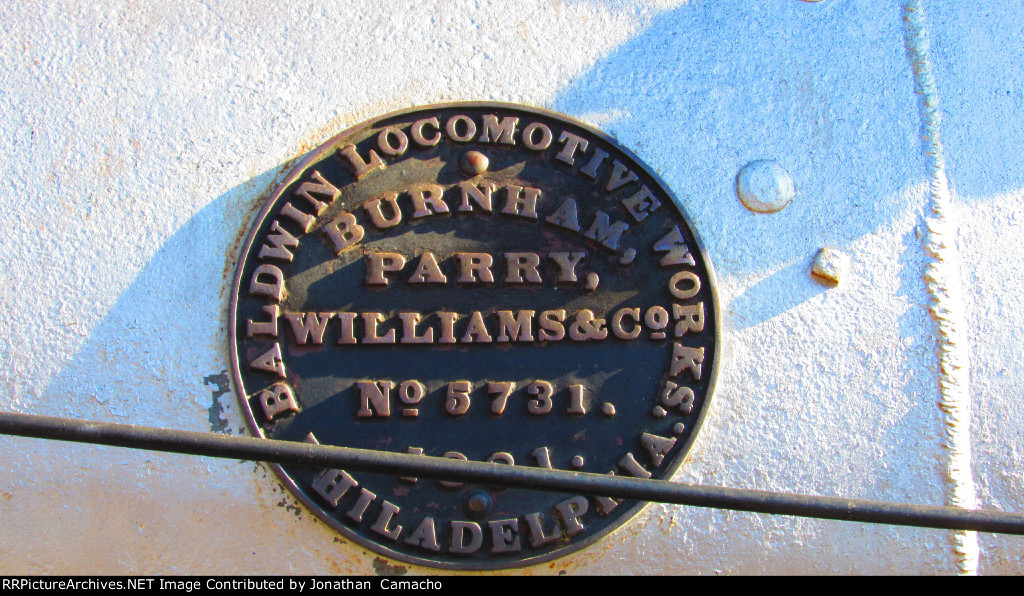 BALDWIN LOCOMOTIVE WORKS.
BURNHAM,
PARRY,
WILLIAMS & Cº
Nº 5731.
PHILADELPHIA.
RRPictureArchives.NET Image Contributed by Jonathan Camacho